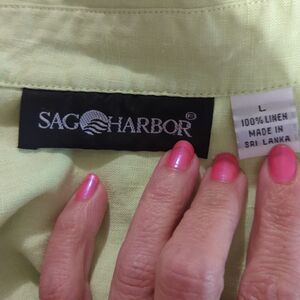 SAG HARBOR®
L
100% LINEN
MADE IN
SRI LANKA